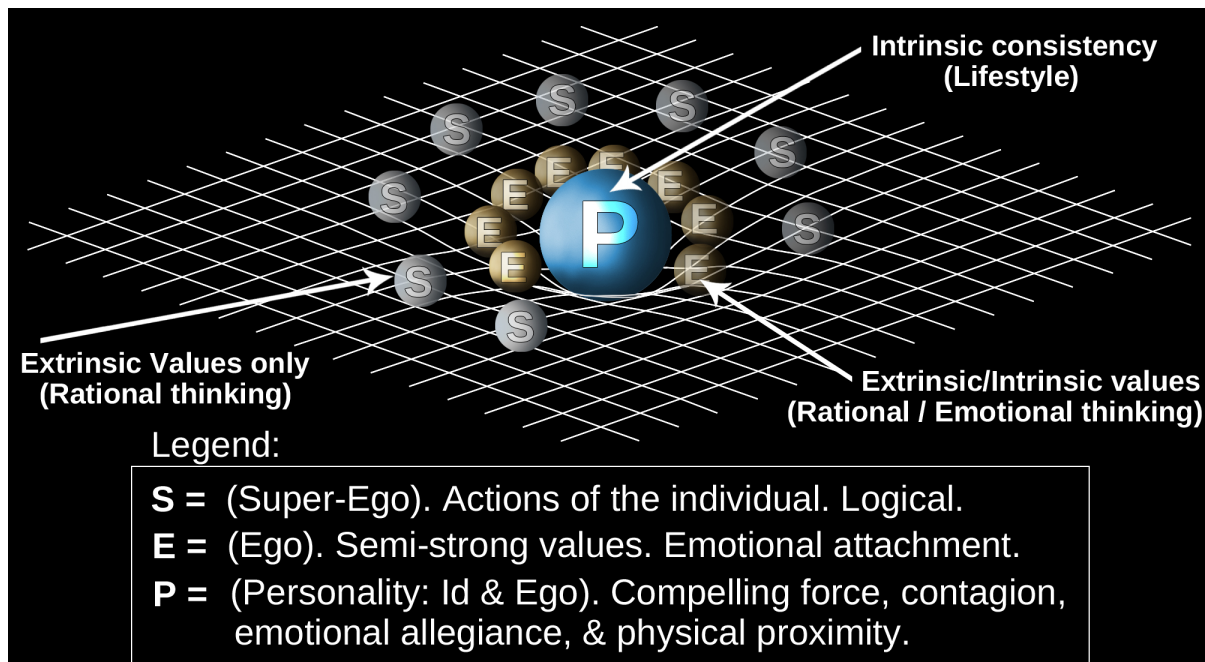 Intrinsic consistency
(Lifestyle)
S
S
S
S
S
S
S
S
E
E
E
E
E
E
E
E
E
P
Extrinsic Values only
(Rational thinking)
Extrinsic/Intrinsic values
(Rational / Emotional thinking)
Legend:
S = (Super-Ego). Actions of the individual. Logical.
E = (Ego). Semi-strong values. Emotional attachment.
P = (Personality: Id & Ego). Compelling force, contagion,
emotional allegiance, & physical proximity.